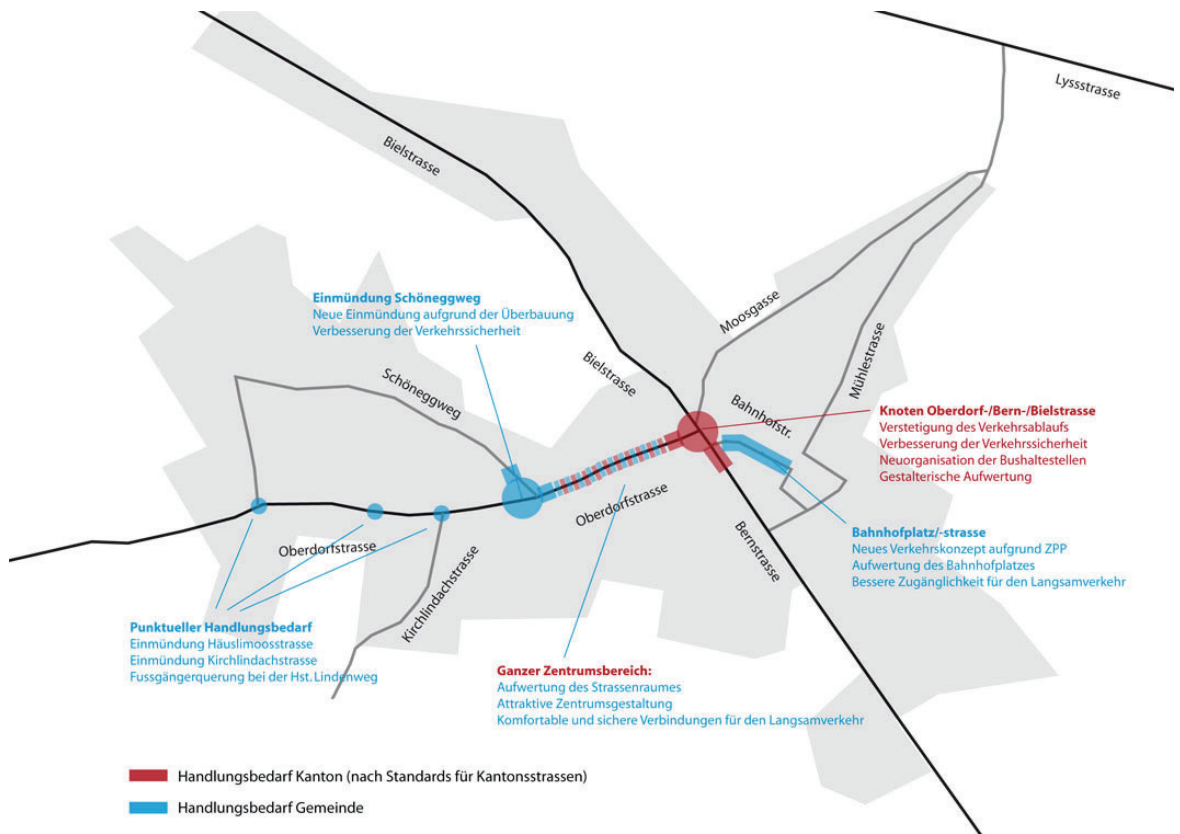 Lyssstrasse
Bielstrasse
Moosgasse
Mühlestrasse
Einmündung Schöneggweg
Neue Einmündung aufgrund der Überbauung
Verbesserung der Verkehrssicherheit
Bielstrasse
Schöneggweg
Bahnhofstr.
Knoten Oberdorf-/Bern-/Bielstrasse
Verstetigung des Verkehrsablaufs
Verbesserung der Verkehrssicherheit
Neuorganisation der Bushaltestellen
Gestalterische Aufwertung
Oberdorfstrasse
Oberdorfstrasse
Bernstrasse
Kirchlindachstrasse
Bahnhofplatz/-strasse
Neues Verkehrskonzept aufgrund ZPP
Aufwertung des Bahnhofplatzes
Bessere Zugänglichkeit für den Langsamverkehr
Punktueller Handlungsbedarf
Einmündung Häuslimoosstrasse
Einmündung Kirchlindachstrasse
Fussgängerquerung bei der Hst. Lindenweg
Ganzer Zentrumsbereich:
Aufwertung des Strassenraumes
Attraktive Zentrumsgestaltung
Komfortable und sichere Verbindungen für den Langsamverkehr
Handlungsbedarf Kanton (nach Standards für Kantonsstrassen)
Handlungsbedarf Gemeinde